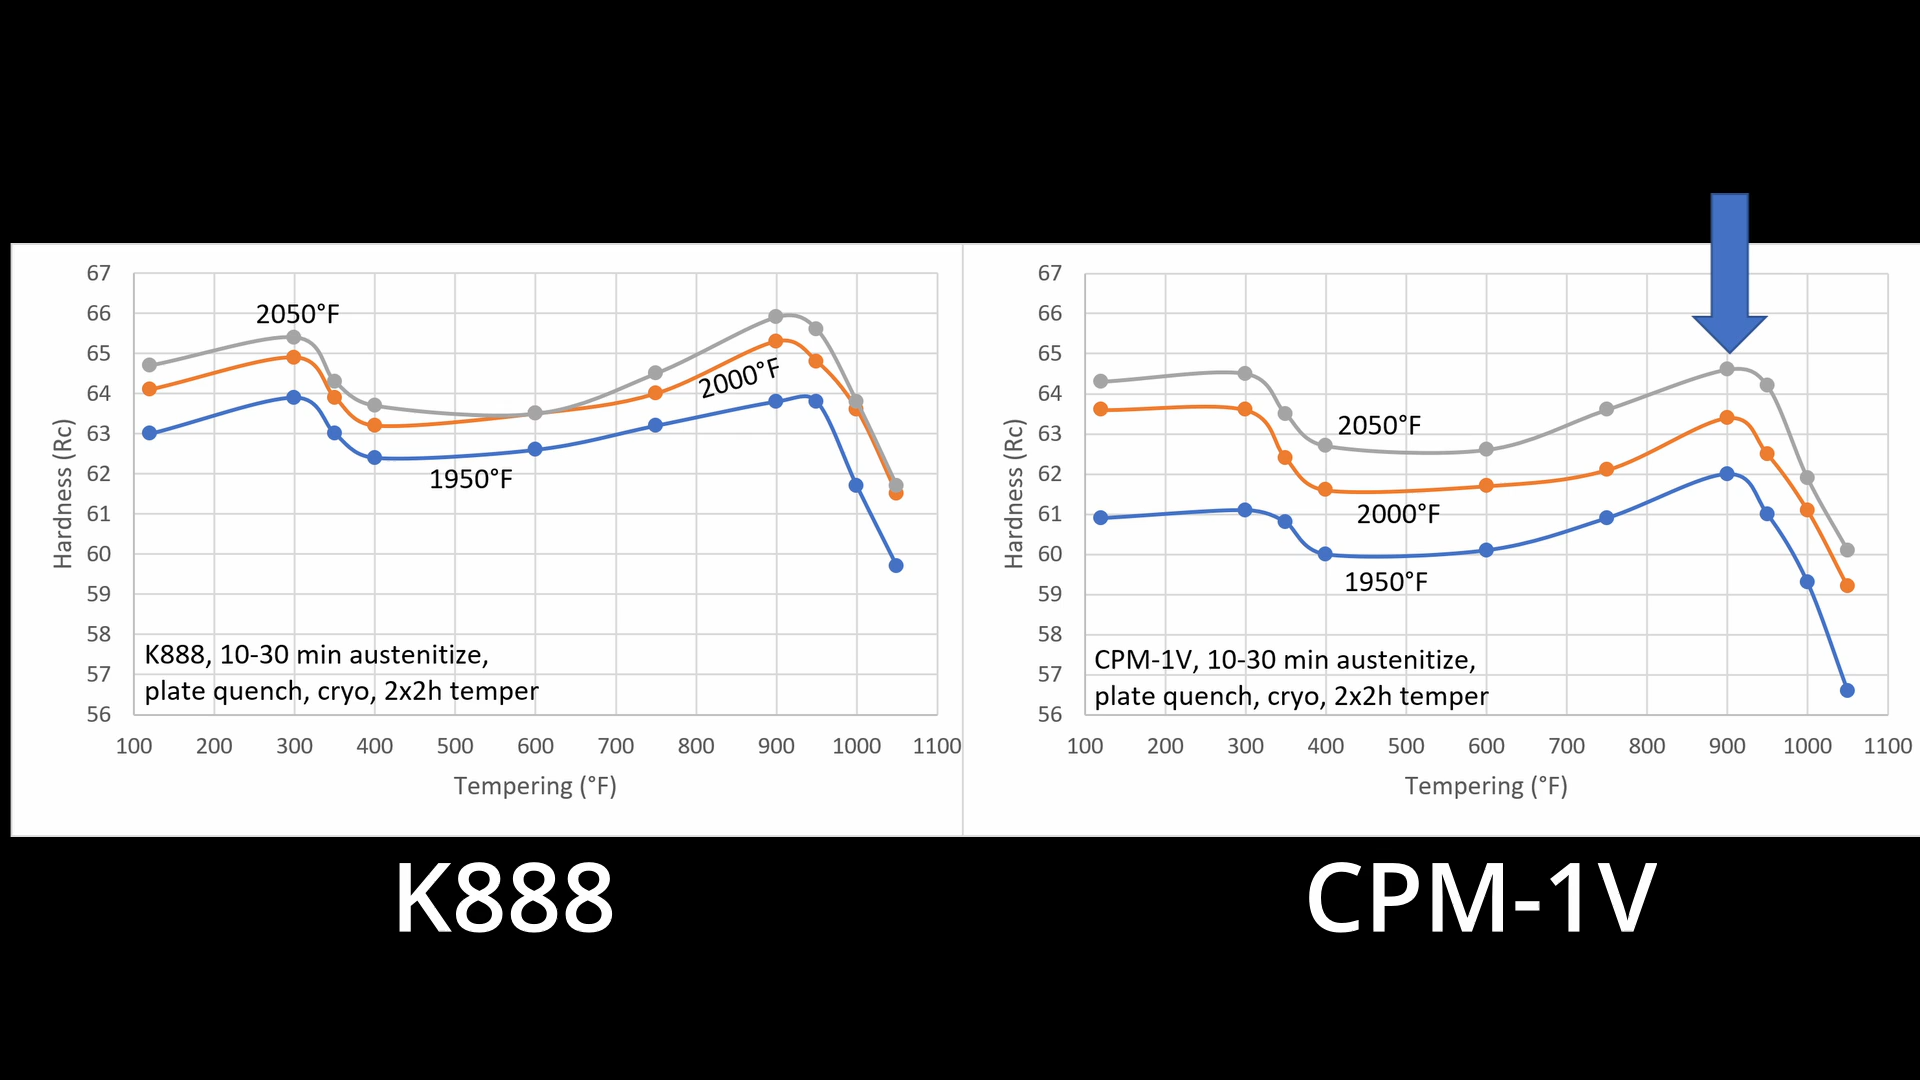 67
66
65
64
63
62
61
60
59
58
57
56
Hardness (Rc)
2050°F
2000°F
1950°F
K888, 10-30 min austenitize,
plate quench, cryo, 2x2h temper
100 200 300 400 500 600 700 800 900 1000 1100
Tempering (°F)
67
66
65
64
63
62
61
60
59
58
57
56
Hardness (Rc)
2050°F
2000°F
1950°F
CPM-1V, 10-30 min austenitize,
plate quench, cryo, 2x2h temper
100 200 300 400 500 600 700 800 900 1000 1100
Tempering (°F)
K888
CPM-1V